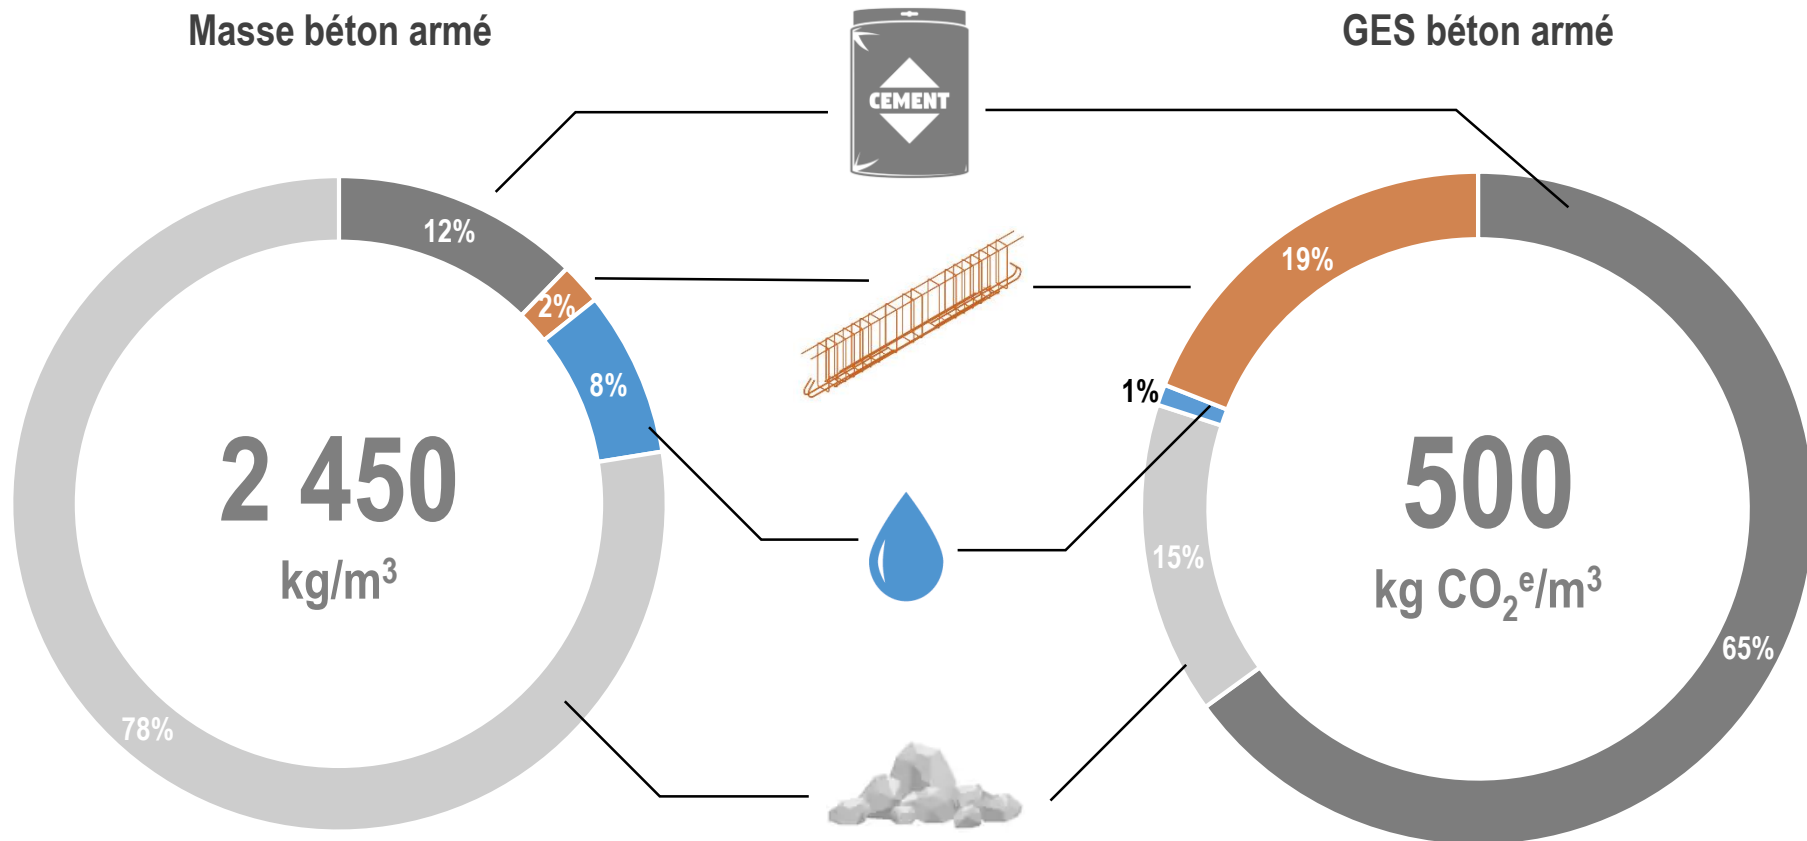 Masse béton armé
GES béton armé
CEMENT
12%
2%
8%
78%
2 450
kg/m³
19%
1%
15%
65%
500
kg CO₂ᵉ/m³